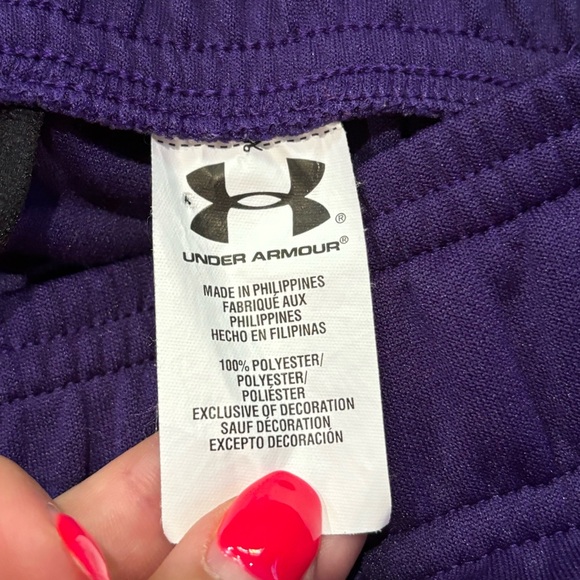 UNDER ARMOUR®
MADE IN PHILIPPINES
FABRIQUÉ AUX
PHILIPPINES
HECHO EN FILIPINAS
100% POLYESTER/
POLYESTER/
POLIÉSTER
EXCLUSIVE OF DECORATION
SAUF DÉCORATION
EXCEPTO DECORACIÓN